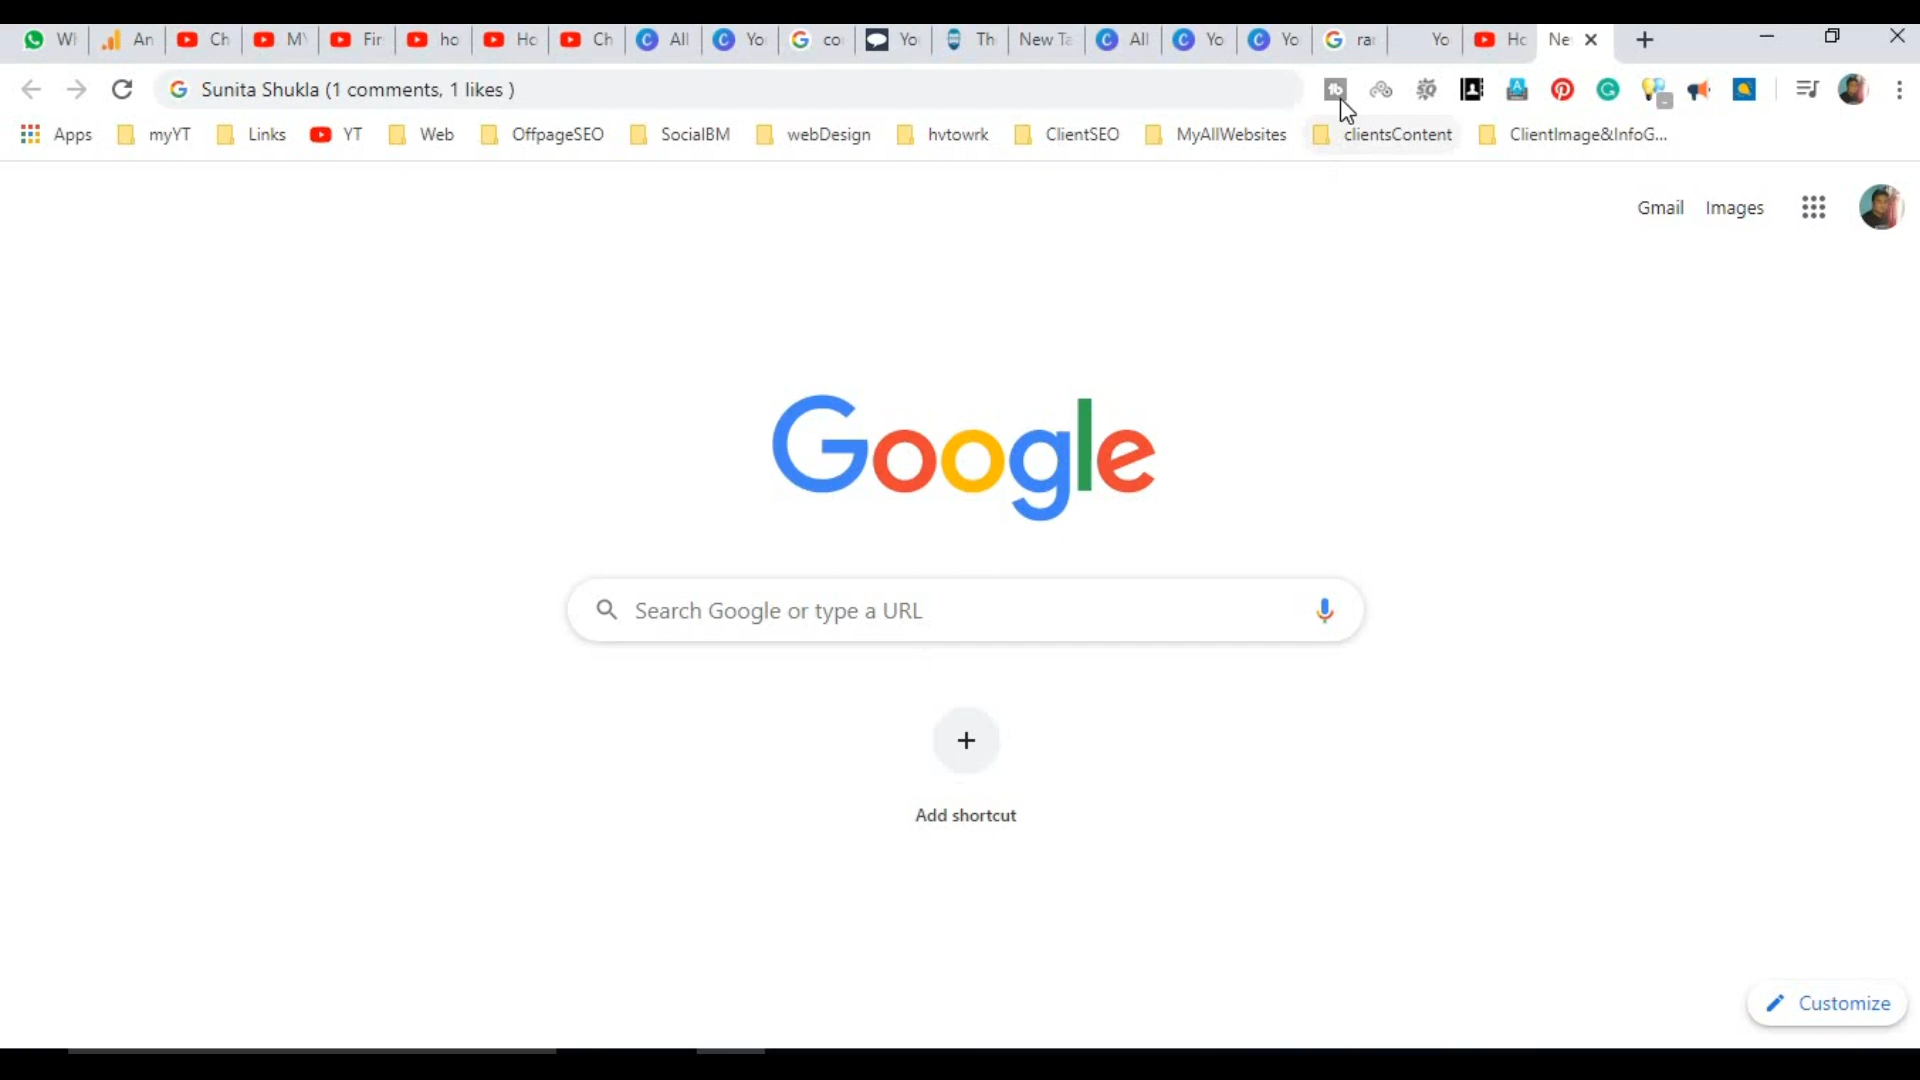 Wl An Ch M\ Fir ho Ho Ch All Yo co Yo Th New Ta All Yo Yo rai Yo Ho Ne
Sunita Shukla (1 comments, 1 likes )
Apps myYT Links YT Web OffpageSEO SocialBM webDesign hvtowrk ClientSEO MyAllWebsites clientsContent ClientImage&InfoG...
Gmail Images
Google
Search Google or type a URL
Add shortcut
Customize